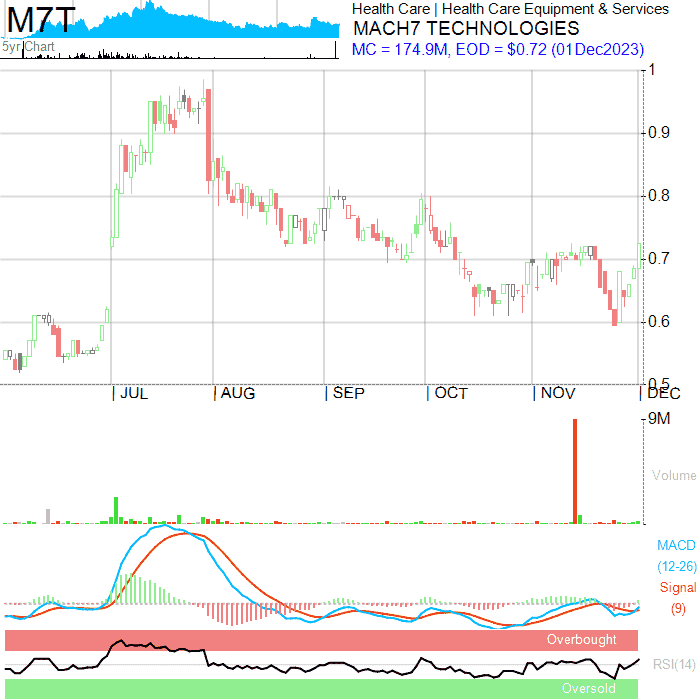 M7T
5yr Chart
Health Care | Health Care Equipment & Services
MACH7 TECHNOLOGIES
MC = 174.9M, EOD = $0.72 (01Dec2023)
1
0.9
0.8
0.7
0.6
0.5
| JUL | AUG | SEP | OCT | NOV | DEC
9M
Volume
MACD
(12-26)
Signal
(9)
Overbought
RSI(14)
Oversold